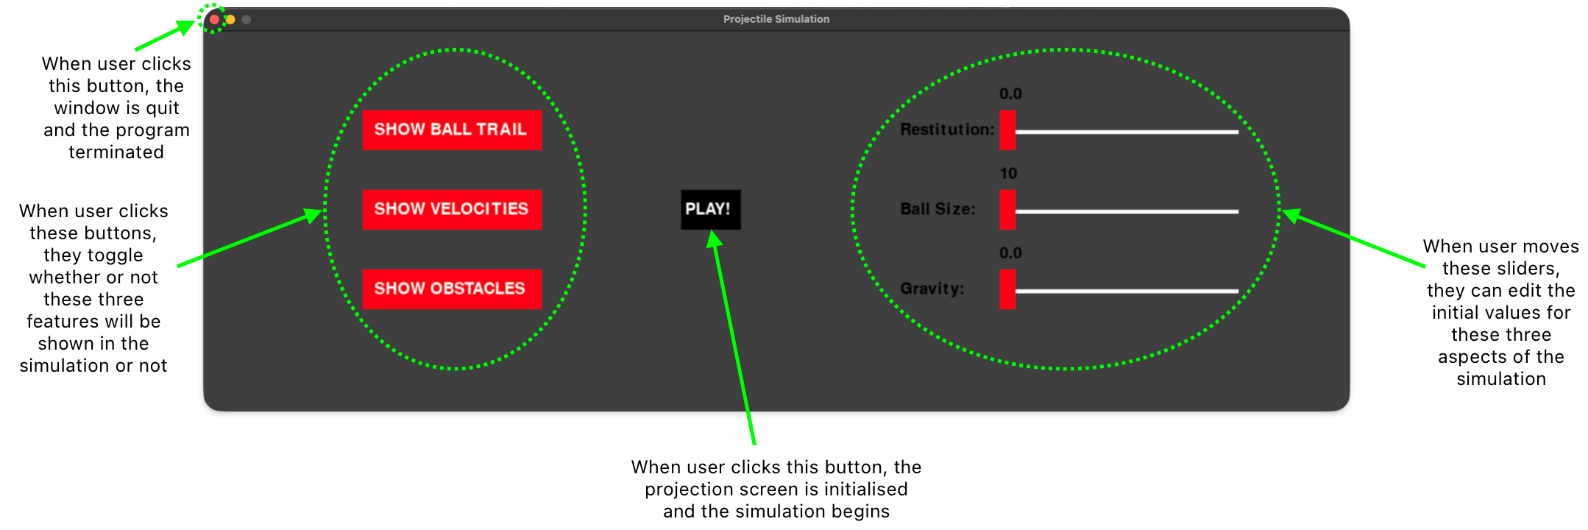 Projectile Simulation
When user clicks
this button, the
window is quit
and the program
terminated
SHOW BALL TRAIL
SHOW VELOCITIES
SHOW OBSTACLES
When user clicks
these buttons,
they toggle
whether or not
these three
features will be
shown in the
simulation or not
PLAY!
0.0
Restitution:
10
Ball Size:
0.0
Gravity:
When user moves
these sliders,
they can edit the
initial values for
these three
aspects of the
simulation
When user clicks this button, the
projection screen is initialised
and the simulation begins